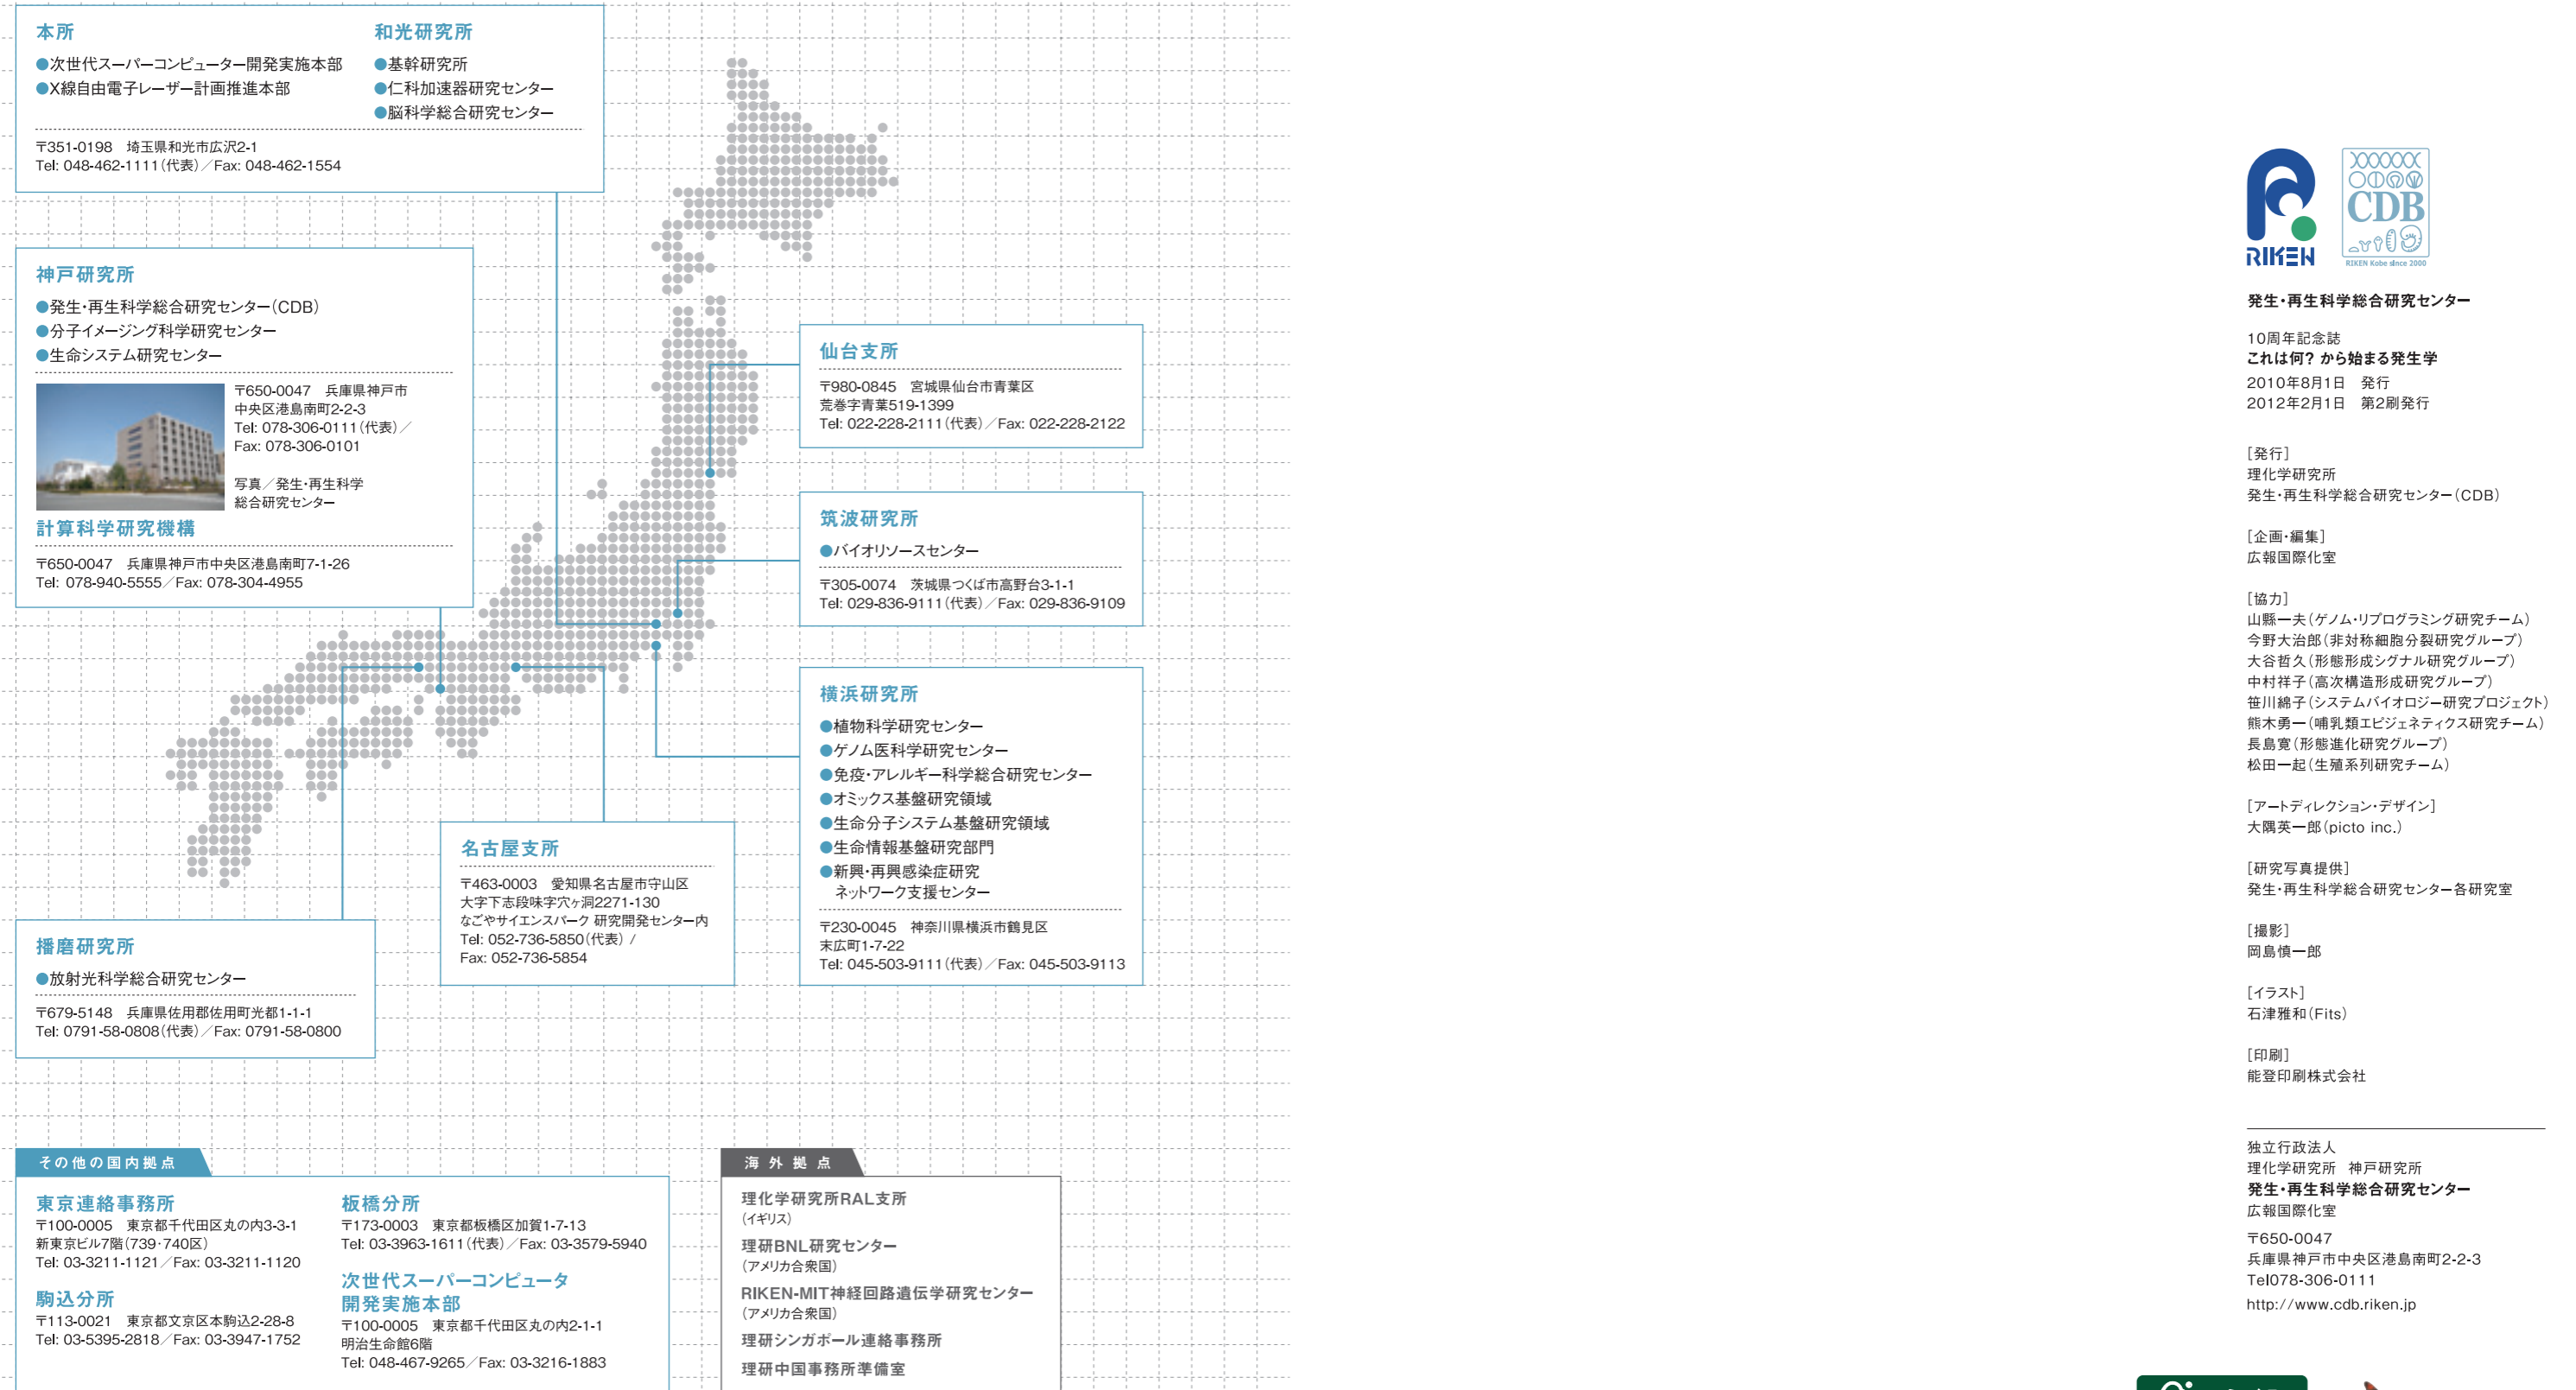 本所
●次世代スーパーコンピューター開発実施本部
●X線自由電子レーザー計画推進本部
和光研究所
●基幹研究所
●仁科加速器研究センター
●脳科学総合研究センター
〒351-0198　埼玉県和光市広沢2-1
Tel: 048-462-1111（代表）／Fax: 048-462-1554
神戸研究所
●発生・再生科学総合研究センター（CDB）
●分子イメージング科学研究センター
●生命システム研究センター
〒650-0047　兵庫県神戸市
中央区港島南町2-2-3
Tel: 078-306-0111（代表）／
Fax: 078-306-0101
写真／発生・再生科学
総合研究センター
計算科学研究機構
〒650-0047　兵庫県神戸市中央区港島南町7-1-26
Tel: 078-940-5555／Fax: 078-304-4955
仙台支所
〒980-0845　宮城県仙台市青葉区
荒巻字青葉519-1399
Tel: 022-228-2111（代表）／Fax: 022-228-2122
筑波研究所
●バイオリソースセンター
〒305-0074　茨城県つくば市高野台3-1-1
Tel: 029-836-9111（代表）／Fax: 029-836-9109
横浜研究所
●植物科学研究センター
●ゲノム医科学研究センター
●免疫・アレルギー科学総合研究センター
●オミックス基盤研究領域
●生命分子システム基盤研究領域
●生命情報基盤研究部門
●新興・再興感染症研究
ネットワーク支援センター
〒230-0045　神奈川県横浜市鶴見区
末広町1-7-22
Tel: 045-503-9111（代表）／Fax: 045-503-9113
名古屋支所
〒463-0003　愛知県名古屋市守山区
大字下志段味字穴ヶ洞2271-130
なごやサイエンスパーク 研究開発センター内
Tel: 052-736-5850（代表） /
Fax: 052-736-5854
播磨研究所
●放射光科学総合研究センター
〒679-5148　兵庫県佐用郡佐用町光都1-1-1
Tel: 0791-58-0808（代表）／Fax: 0791-58-0800
その他の国内拠点
東京連絡事務所
〒100-0005　東京都千代田区丸の内3-3-1
新東京ビル7階（739・740区）
Tel: 03-3211-1121／Fax: 03-3211-1120
駒込分所
〒113-0021　東京都文京区本駒込2-28-8
Tel: 03-5395-2818／Fax: 03-3947-1752
板橋分所
〒173-0003　東京都板橋区加賀1-7-13
Tel: 03-3963-1611（代表）／Fax: 03-3579-5940
次世代スーパーコンピュータ
開発実施本部
〒100-0005　東京都千代田区丸の内2-1-1
明治生命館6階
Tel: 048-467-9265／Fax: 03-3216-1883
海外拠点
理化学研究所RAL支所
（イギリス）
理研BNL研究センター
（アメリカ合衆国）
RIKEN-MIT神経回路遺伝学研究センター
（アメリカ合衆国）
理研シンガポール連絡事務所
理研中国事務所準備室
RIKEN
CDB
RIKEN Kobe since 2000
発生・再生科学総合研究センター
10周年記念誌
これは何？ から始まる発生学
2010年8月1日　発行
2012年2月1日　第2刷発行
［発行］
理化学研究所
発生・再生科学総合研究センター（CDB）
［企画・編集］
広報国際化室
［協力］
山縣一夫（ゲノム・リプログラミング研究チーム）
今野大治郎（非対称細胞分裂研究グループ）
大谷哲久（形態形成シグナル研究グループ）
中村祥子（高次構造形成研究グループ）
笹川綿子（システムバイオロジー研究プロジェクト）
熊木勇一（哺乳類エピジェネティクス研究チーム）
長島寛（形態進化研究グループ）
松田一起（生殖系列研究チーム）
［アートディレクション・デザイン］
大隅英一郎（picto inc.）
［研究写真提供］
発生・再生科学総合研究センター各研究室
［撮影］
岡島慎一郎
［イラスト］
石津雅和（Fits）
［印刷］
能登印刷株式会社
独立行政法人
理化学研究所 神戸研究所
発生・再生科学総合研究センター
広報国際化室
〒650-0047
兵庫県神戸市中央区港島南町2-2-3
Tel078-306-0111
http://www.cdb.riken.jp